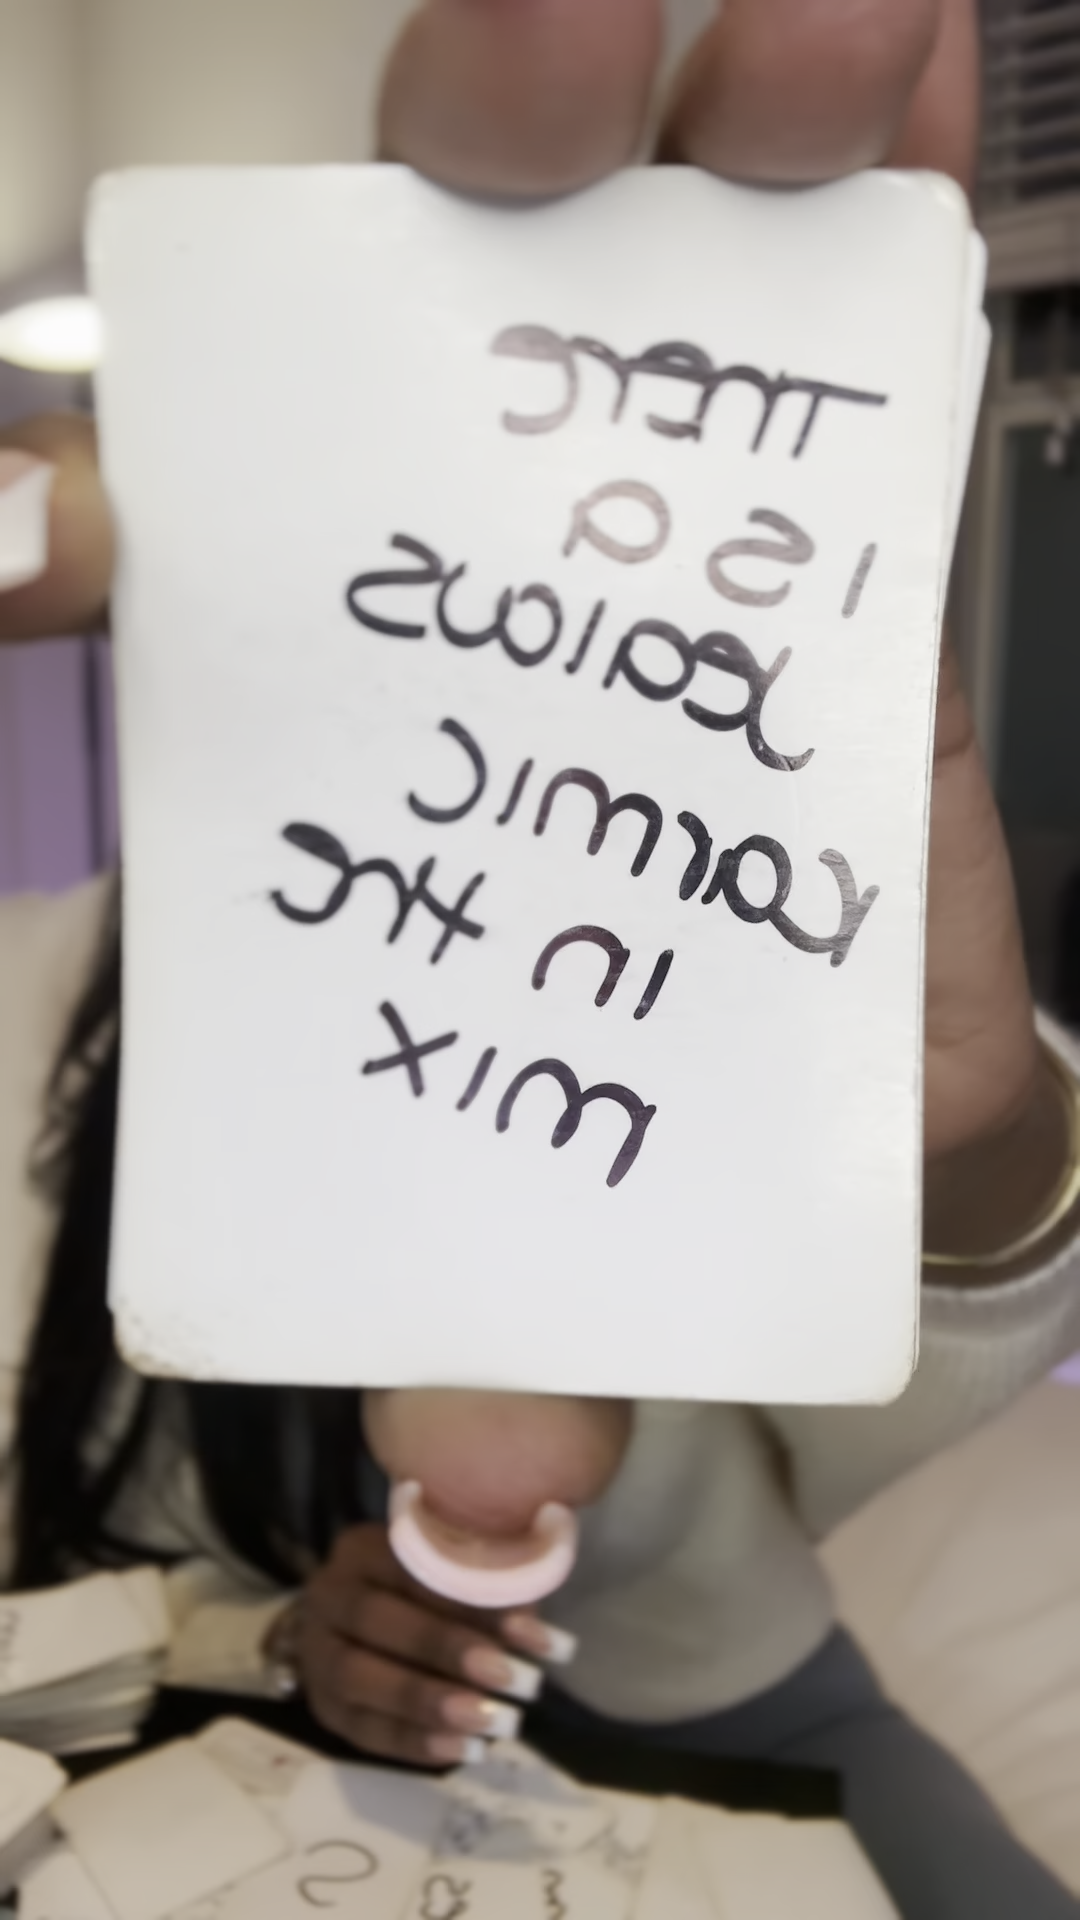 There
is a
Jealous
Karmic
in the
mix